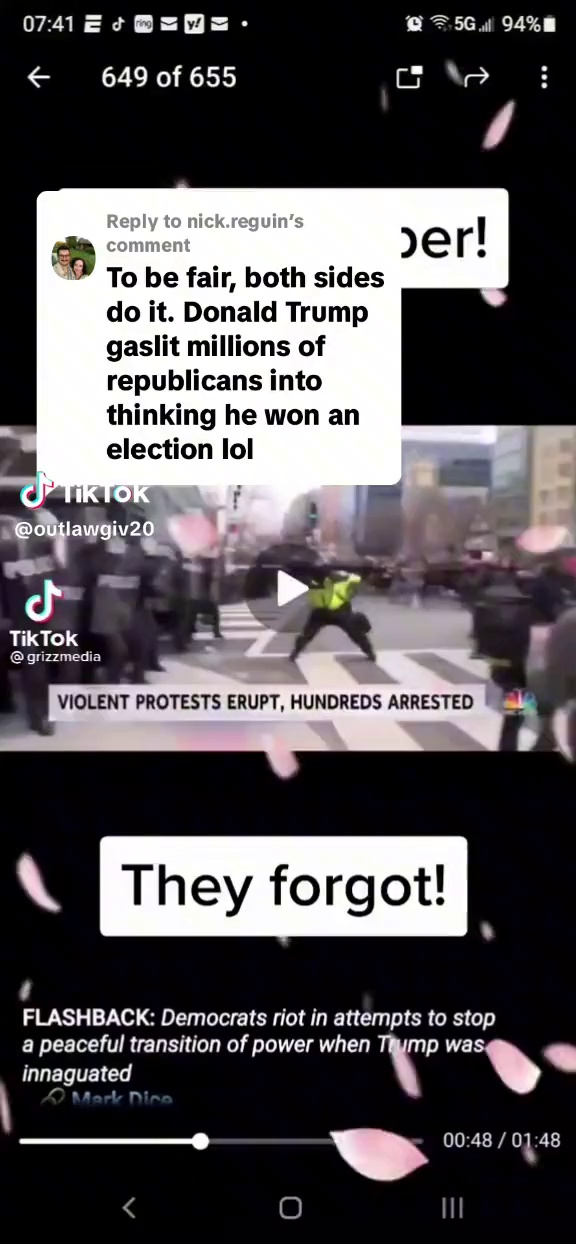 07:41
ring
y!
5G
94%
649 of 655
ber!
Reply to nick.reguin's
comment
To be fair, both sides
do it. Donald Trump
gaslit millions of
republicans into
thinking he won an
election lol
TikTok
@outlawgiv20
TikTok
@grizzmedia
VIOLENT PROTESTS ERUPT, HUNDREDS ARRESTED
They forgot!
FLASHBACK: Democrats riot in attempts to stop
a peaceful transition of power when Trump was
innaguated
Mark Dice
00:48 / 01:48